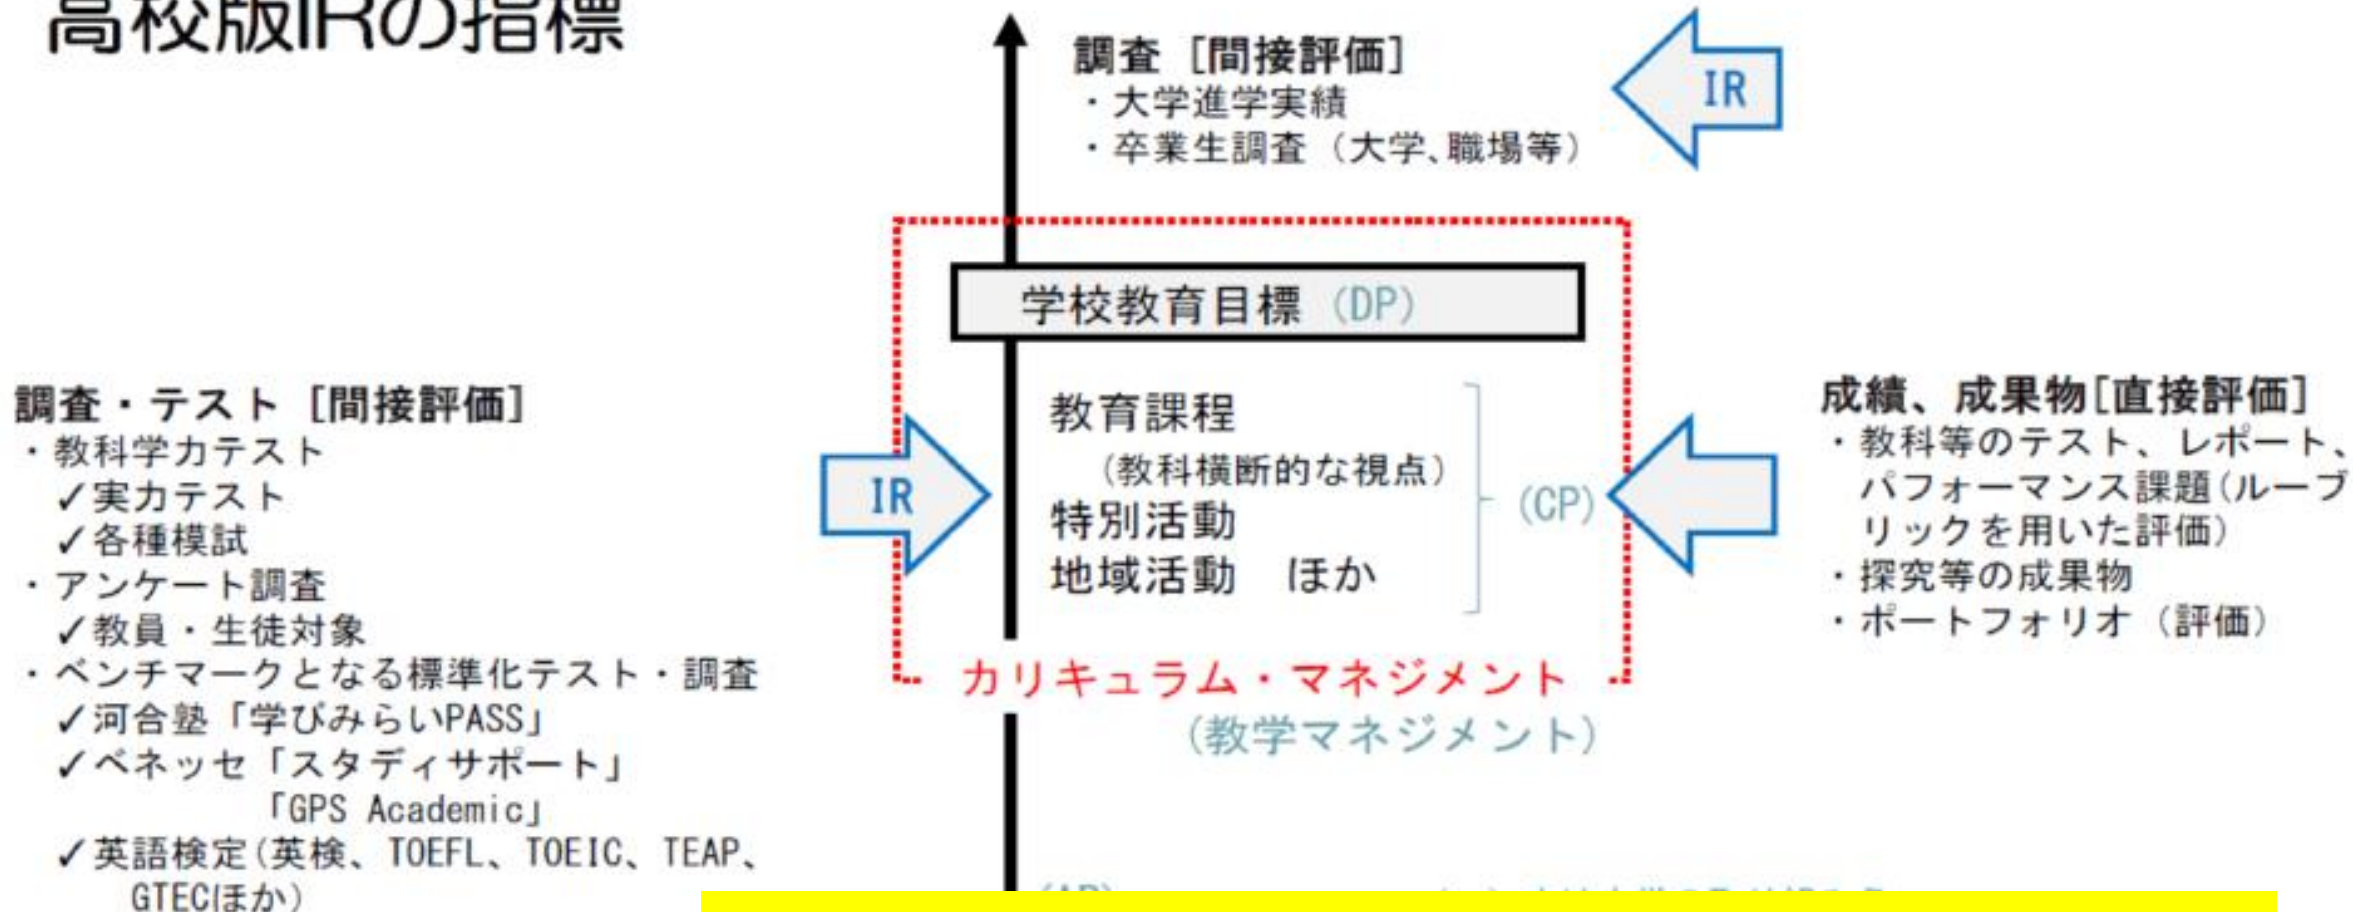 高校版IRの指標
調査 [間接評価]
・大学進学実績
・卒業生調査（大学、職場等）
IR
学校教育目標（DP）
調査・テスト [間接評価]
・教科学力テスト
✓実力テスト
✓各種模試
・アンケート調査
✓教員・生徒対象
・ベンチマークとなる標準化テスト・調査
✓河合塾「学びみらいPASS」
✓ベネッセ「スタディサポート」
「GPS Academic」
✓英語検定(英検、TOEFL、TOEIC、TEAP、
GTECほか)
IR
教育課程
（教科横断的な視点）
特別活動
地域活動　ほか
(CP)
カリキュラム・マネジメント
(教学マネジメント)
成績、成果物[直接評価]
・教科等のテスト、レポート、
パフォーマンス課題(ルーブ
リックを用いた評価)
・探究等の成果物
・ポートフォリオ（評価）